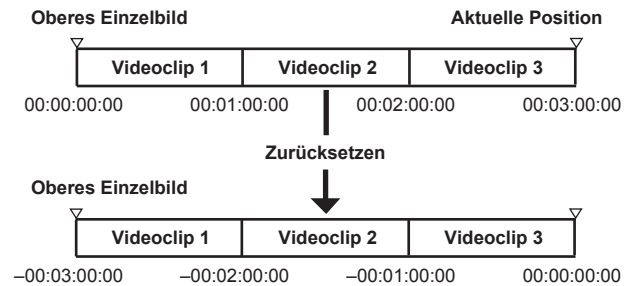 Oberes Einzelbild Aktuelle Position
Videoclip 1 Videoclip 2 Videoclip 3
00:00:00:00 00:01:00:00 00:02:00:00 00:03:00:00
Zurücksetzen
Oberes Einzelbild
Videoclip 1 Videoclip 2 Videoclip 3
–00:03:00:00 –00:02:00:00 –00:01:00:00 00:00:00:00